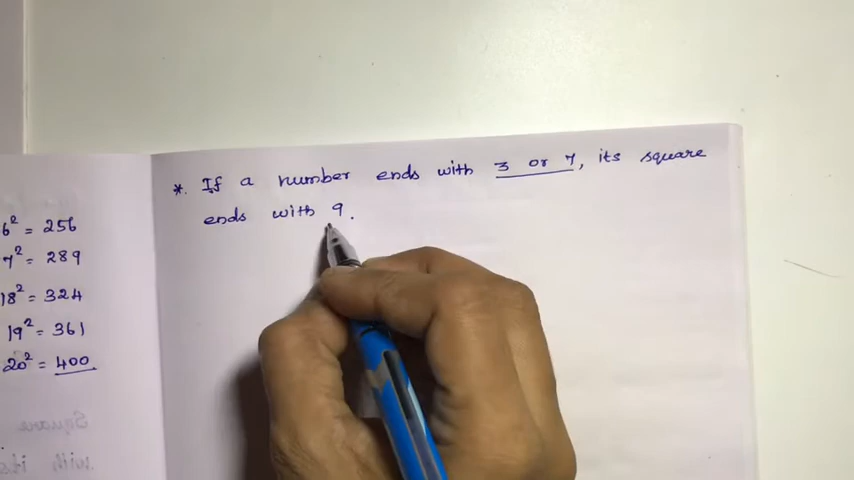 6² = 256
7² = 289
18² = 324
19² = 361
20² = 400
*. If a number ends with 3 or 7, its square
ends with 9.